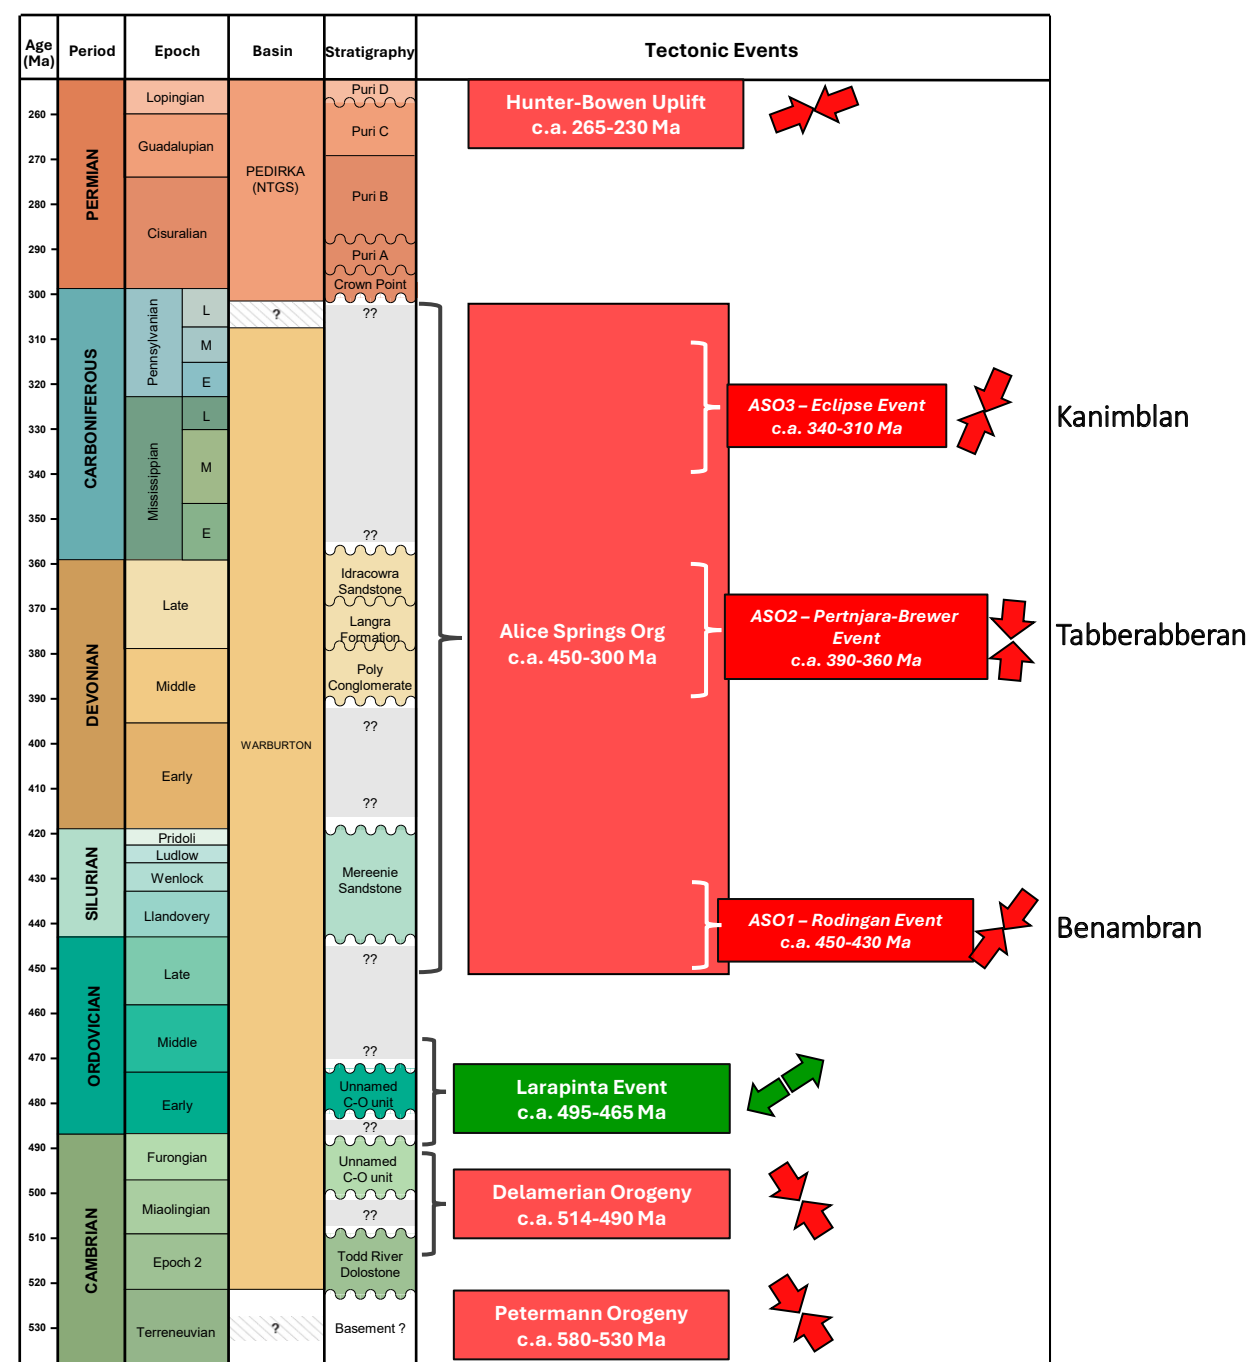 Age
(Ma)
Period
Epoch
Basin
Stratigraphy
Tectonic Events
260
270
280
290
300
310
320
330
340
350
360
370
380
390
400
410
420
430
440
450
460
470
480
490
500
510
520
530
PERMIAN
CARBONIFEROUS
DEVONIAN
SILURIAN
ORDOVICIAN
CAMBRIAN
Lopingian
Guadalupian
Cisuralian
Pennsylvanian
L
M
E
Mississippian
L
M
E
Late
Middle
Early
Pridoli
Ludlow
Wenlock
Llandovery
Late
Middle
Early
Furongian
Miaolingian
Epoch 2
Terreneuvian
PEDIRKA
(NTGS)
?
WARBURTON
?
Puri D
Puri C
Puri B
Puri A
Crown Point
??
??
Idracowra
Sandstone
Langra
Formation
Poly
Conglomerate
??
??
Mereenie
Sandstone
??
??
Unnamed
C-O unit
??
Unnamed
C-O unit
??
Todd River
Dolostone
Basement ?
Hunter-Bowen Uplift
c.a. 265-230 Ma
Alice Springs Org
c.a. 450-300 Ma
ASO3 – Eclipse Event
c.a. 340-310 Ma
Kanimblan
ASO2 – Pertnjara-Brewer
Event
c.a. 390-360 Ma
Tabberabberan
ASO1 – Rodingan Event
c.a. 450-430 Ma
Benambran
Larapinta Event
c.a. 495-465 Ma
Delamerian Orogeny
c.a. 514-490 Ma
Petermann Orogeny
c.a. 580-530 Ma